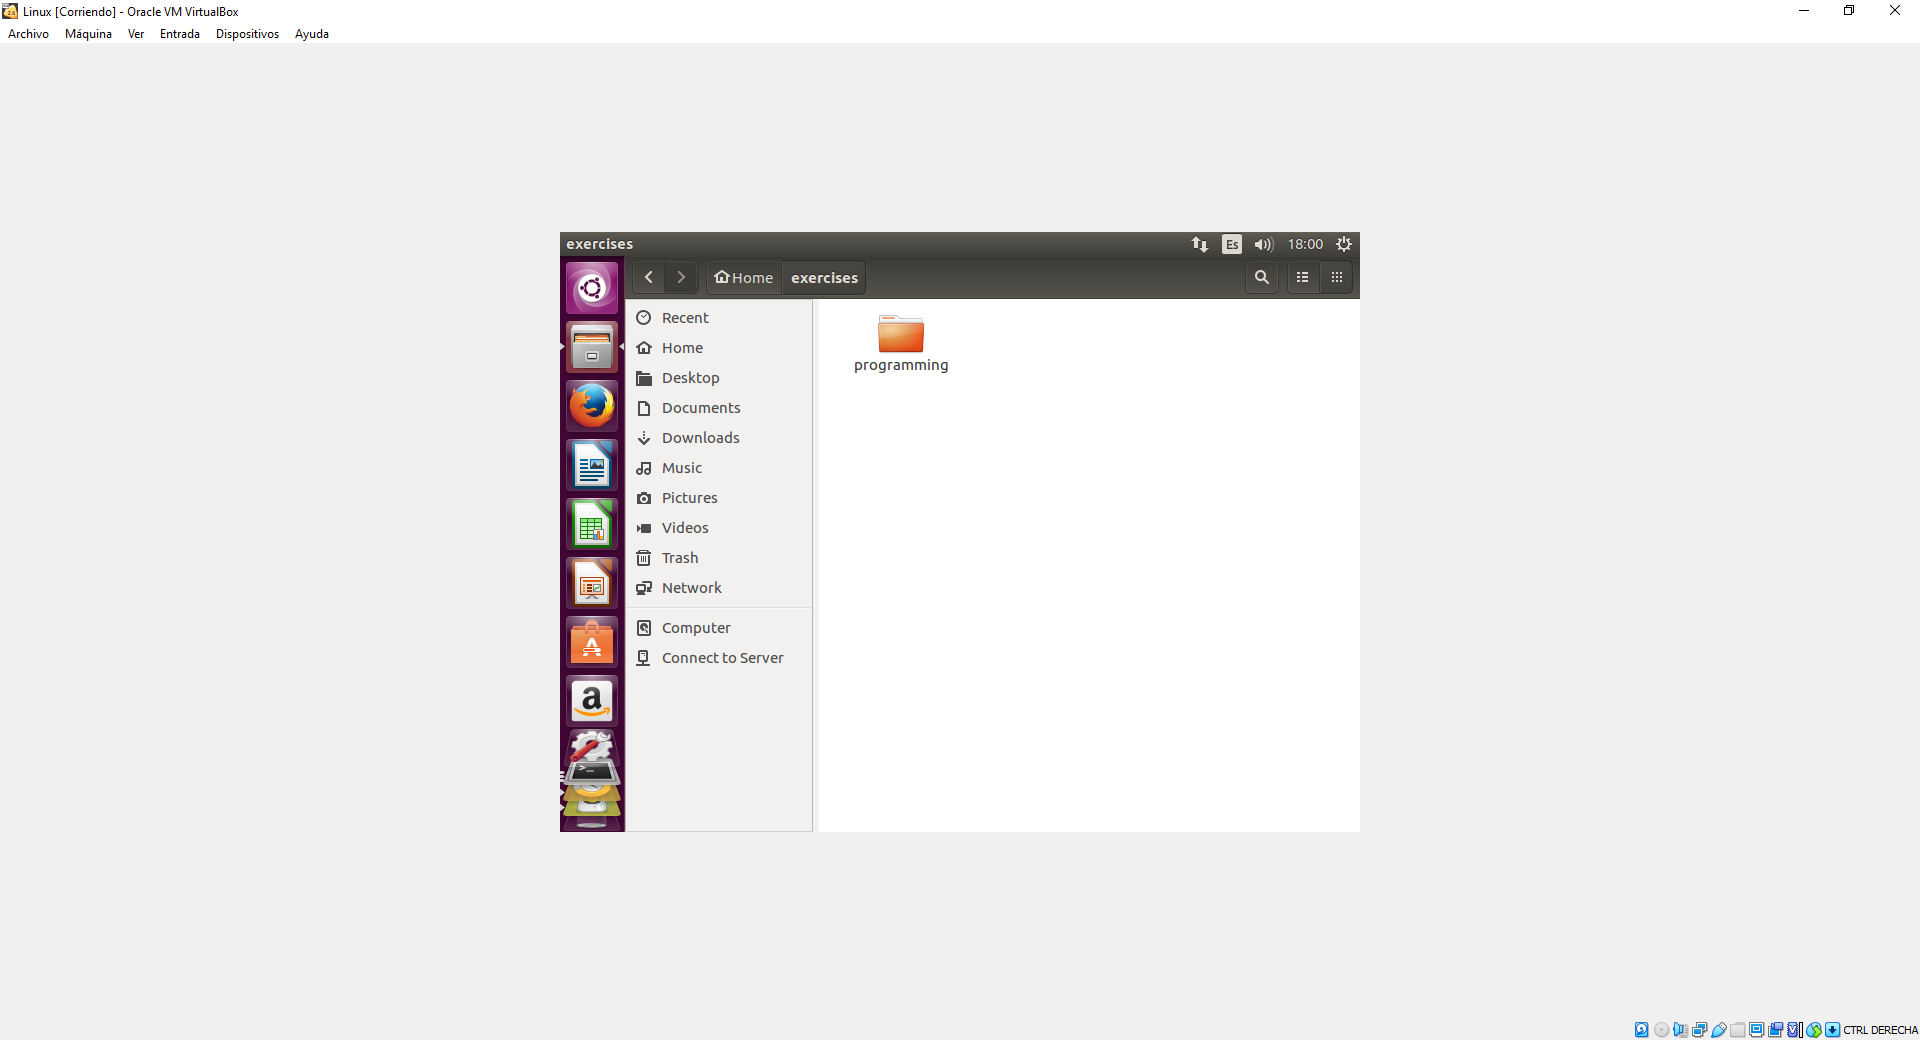 Linux [Corriendo] - Oracle VM VirtualBox
Archivo Máquina Ver Entrada Dispositivos Ayuda
exercises Es 18:00
Home exercises
Recent
Home
Desktop
Documents
Downloads
Music
Pictures
Videos
Trash
Network
Computer
Connect to Server
programming
CTRL DERECHA